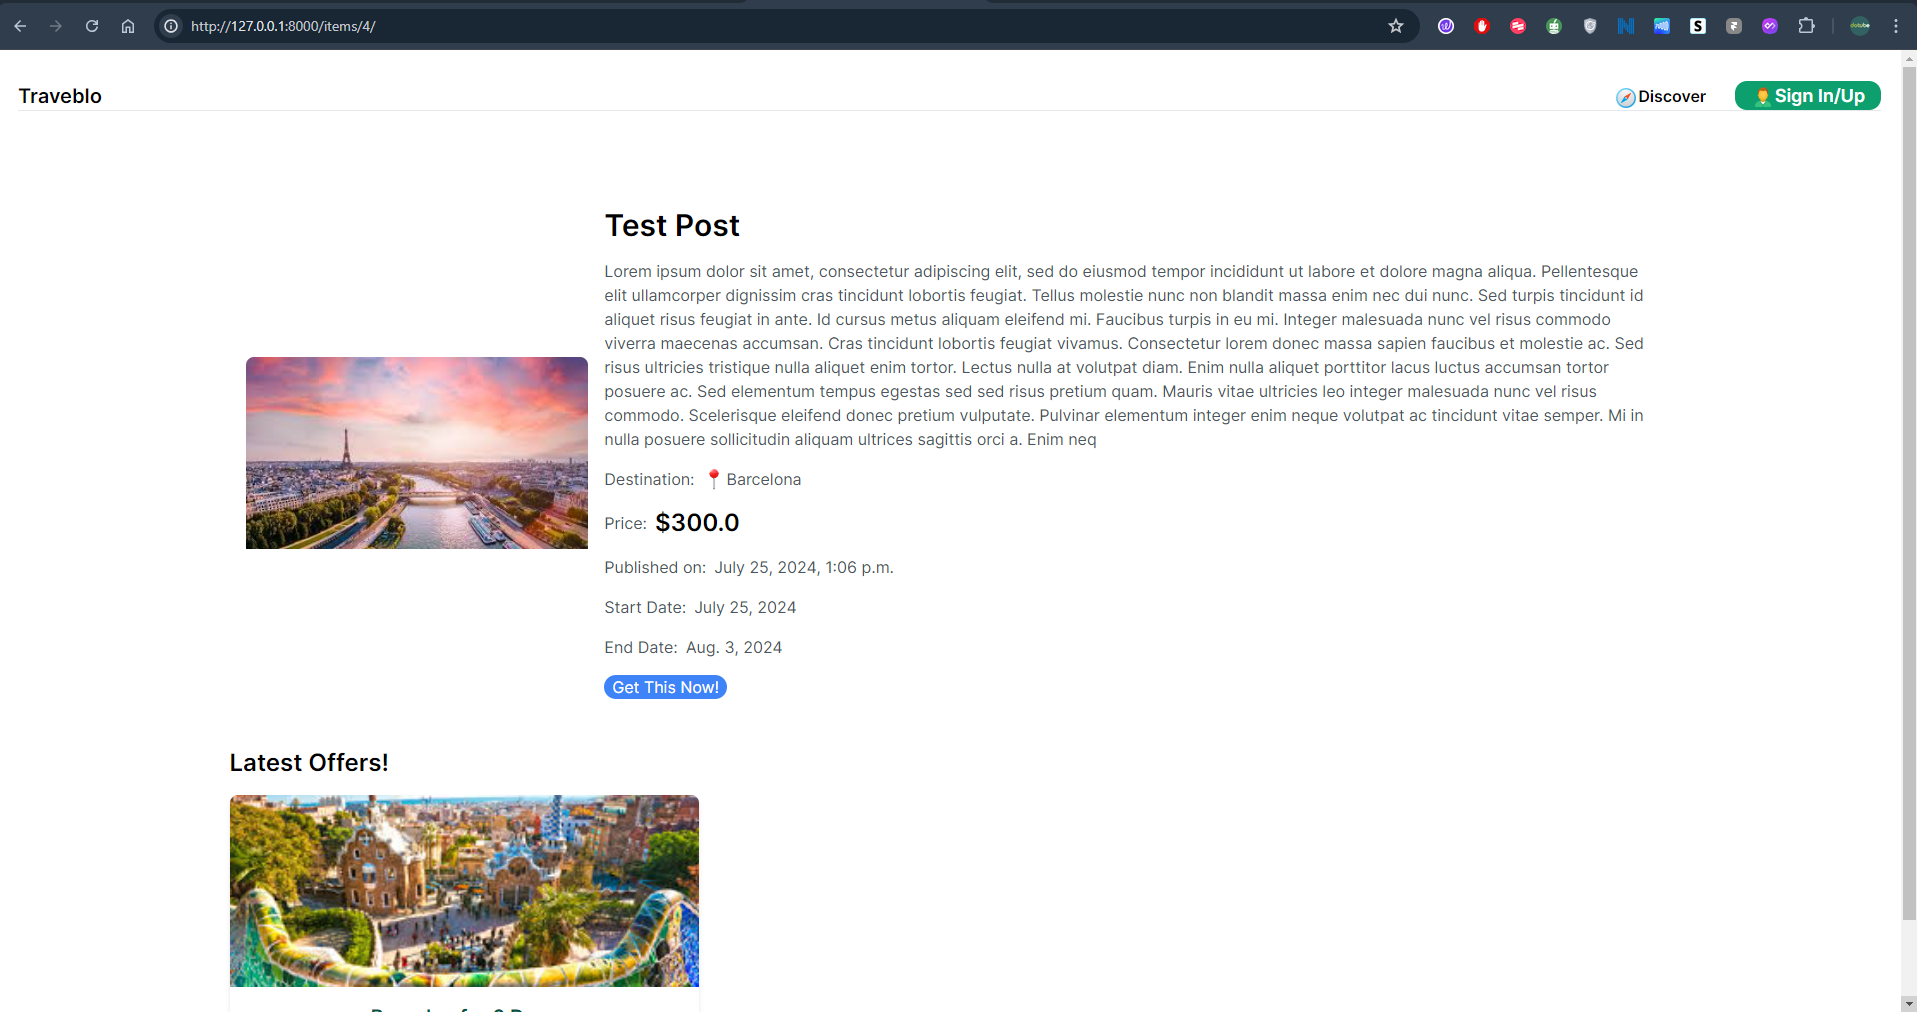 http://127.0.0.1:8000/items/4/
Traveblo
Discover
Sign In/Up
Test Post
Lorem ipsum dolor sit amet, consectetur adipiscing elit, sed do eiusmod tempor incididunt ut labore et dolore magna aliqua. Pellentesque
elit ullamcorper dignissim cras tincidunt lobortis feugiat. Tellus molestie nunc non blandit massa enim nec dui nunc. Sed turpis tincidunt id
aliquet risus feugiat in ante. Id cursus metus aliquam eleifend mi. Faucibus turpis in eu mi. Integer malesuada nunc vel risus commodo
viverra maecenas accumsan. Cras tincidunt lobortis feugiat vivamus. Consectetur lorem donec massa sapien faucibus et molestie ac. Sed
risus ultricies tristique nulla aliquet enim tortor. Lectus nulla at volutpat diam. Enim nulla aliquet porttitor lacus luctus accumsan tortor
posuere ac. Sed elementum tempus egestas sed sed risus pretium quam. Mauris vitae ultricies leo integer malesuada nunc vel risus
commodo. Scelerisque eleifend donec pretium vulputate. Pulvinar elementum integer enim neque volutpat ac tincidunt vitae semper. Mi in
nulla posuere sollicitudin aliquam ultrices sagittis orci a. Enim neq
Destination: Barcelona
Price: $300.0
Published on: July 25, 2024, 1:06 p.m.
Start Date: July 25, 2024
End Date: Aug. 3, 2024
Get This Now!
Latest Offers!